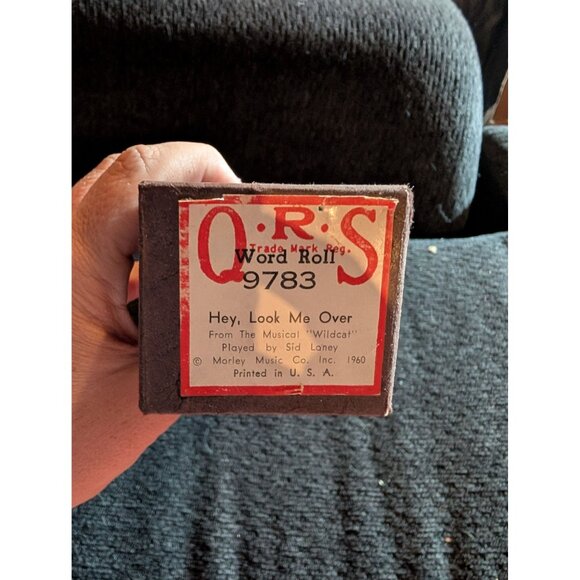 Q·R·S
Trade Mark Reg.
Word Roll
9783
Hey, Look Me Over
From The Musical "Wildcat"
Played by Sid Laney
© Morley Music Co. Inc. 1960
Printed in U. S. A.